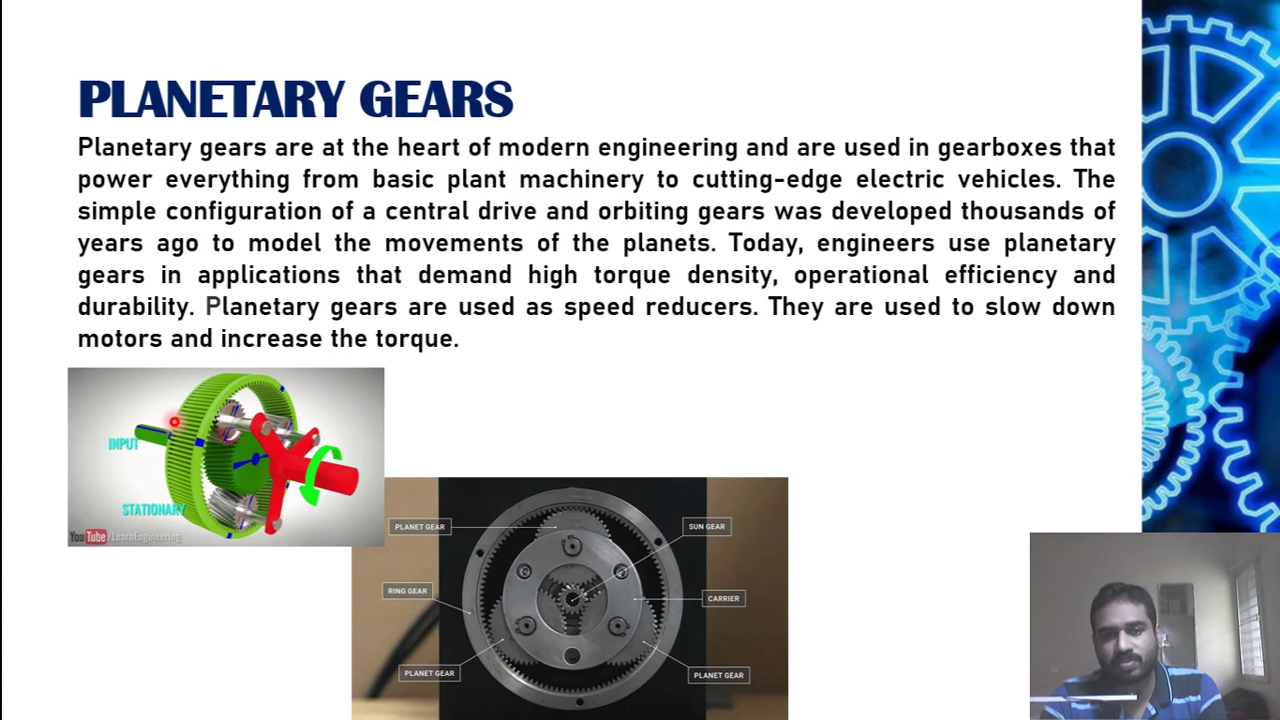 PLANETARY GEARS
Planetary gears are at the heart of modern engineering and are used in gearboxes that
power everything from basic plant machinery to cutting-edge electric vehicles. The
simple configuration of a central drive and orbiting gears was developed thousands of
years ago to model the movements of the planets. Today, engineers use planetary
gears in applications that demand high torque density, operational efficiency and
durability. Planetary gears are used as speed reducers. They are used to slow down
motors and increase the torque.
INPUT
STATIONARY
YouTube/LearnEngineering
PLANET GEAR
SUN GEAR
RING GEAR
CARRIER
PLANET GEAR
PLANET GEAR